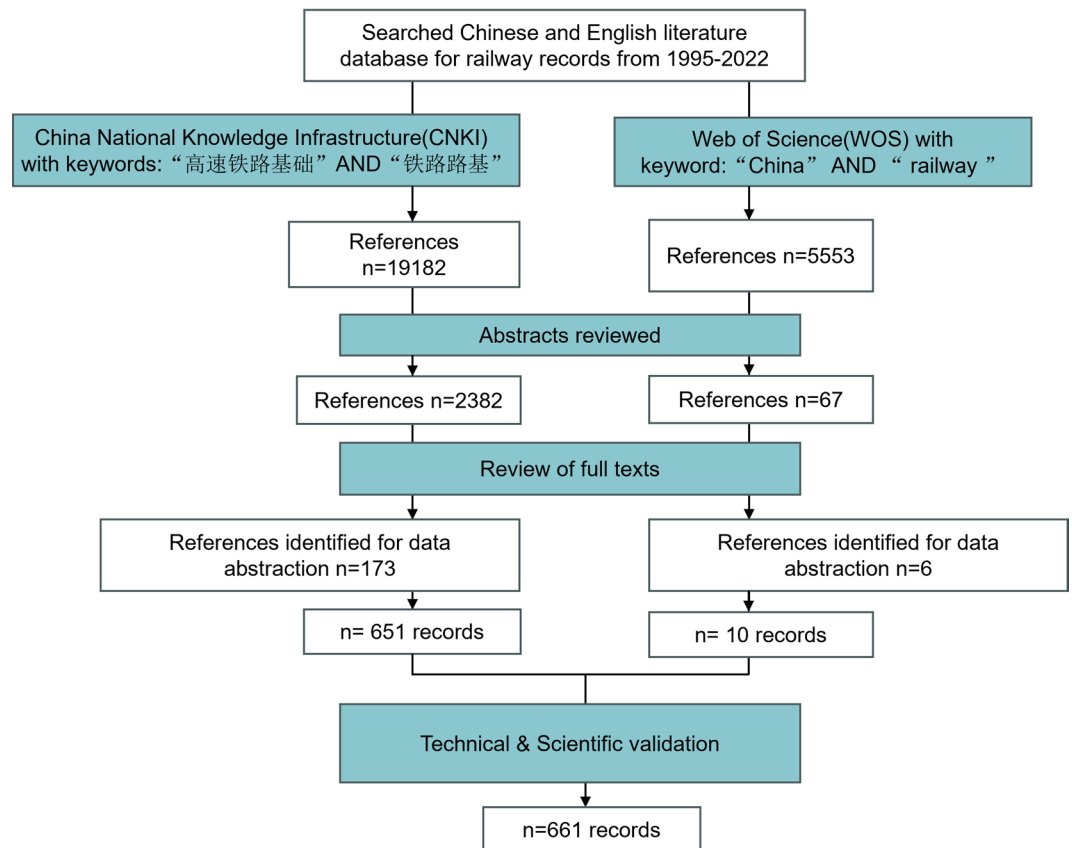 Searched Chinese and English literature
database for railway records from 1995-2022
China National Knowledge Infrastructure(CNKI)
with keywords: “高速铁路基础” AND “铁路路基”
Web of Science(WOS) with
keyword: “China” AND “ railway ”
References
n=19182
References n=5553
Abstracts reviewed
References n=2382
References n=67
Review of full texts
References identified for data
abstraction n=173
References identified for data
abstraction n=6
n= 651 records
n= 10 records
Technical & Scientific validation
n=661 records